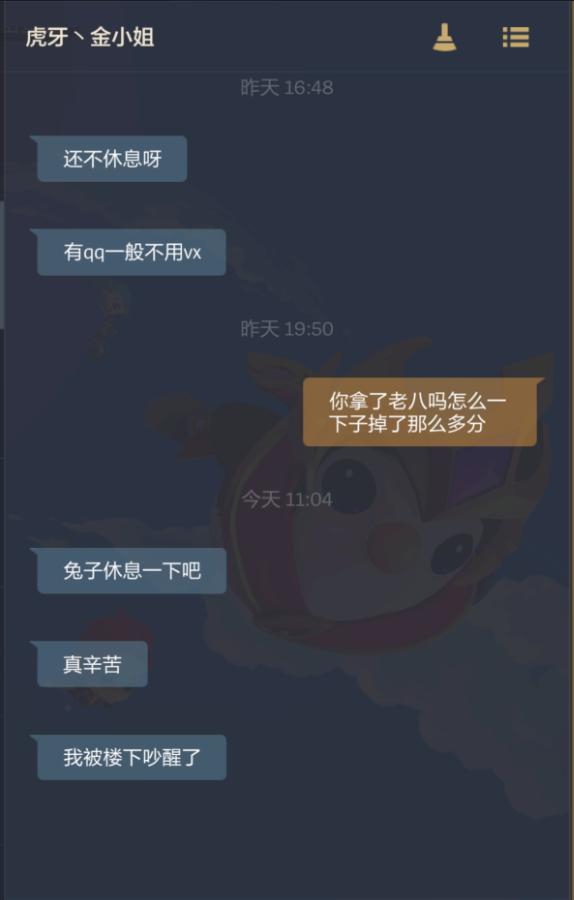 虎牙丶金小姐
昨天 16:48
还不休息呀
有qq一般不用vx
昨天 19:50
你拿了老八吗怎么一
下子掉了那么多分
今天 11:04
兔子休息一下吧
真辛苦
我被楼下吵醒了